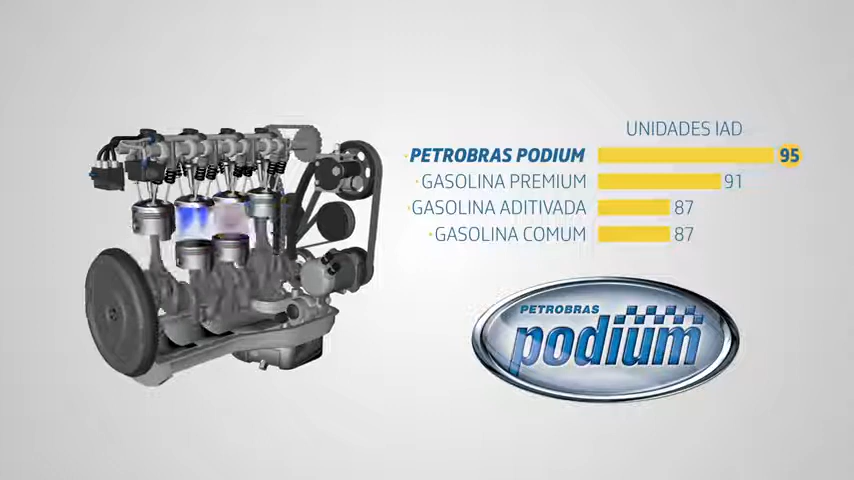 UNIDADES IAD
PETROBRAS PODIUM 95
GASOLINA PREMIUM 91
GASOLINA ADITIVADA 87
GASOLINA COMUM 87
PETROBRAS
podium